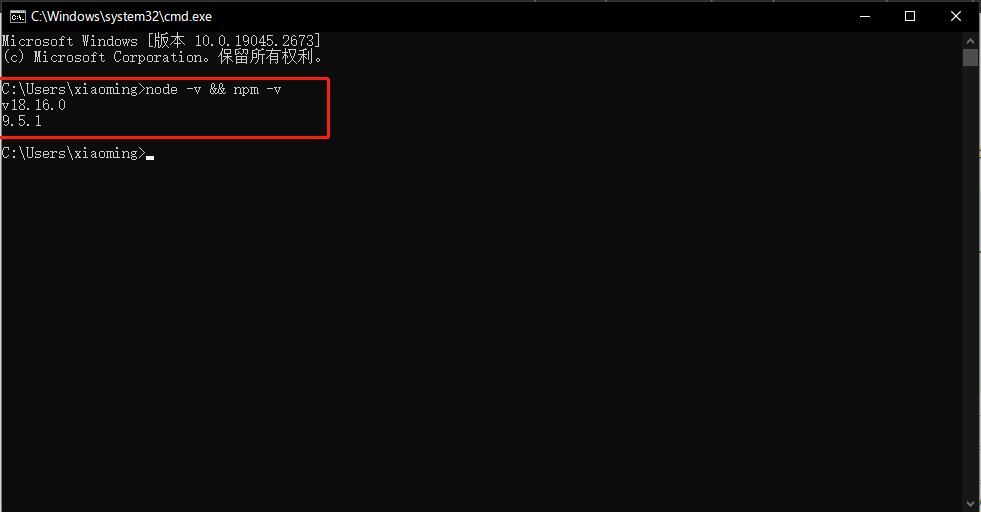 C:\Windows\system32\cmd.exe
Microsoft Windows [版本 10.0.19045.2673]
(c) Microsoft Corporation。保留所有权利。
C:\Users\xiaoming>node -v && npm -v
v18.16.0
9.5.1
C:\Users\xiaoming>